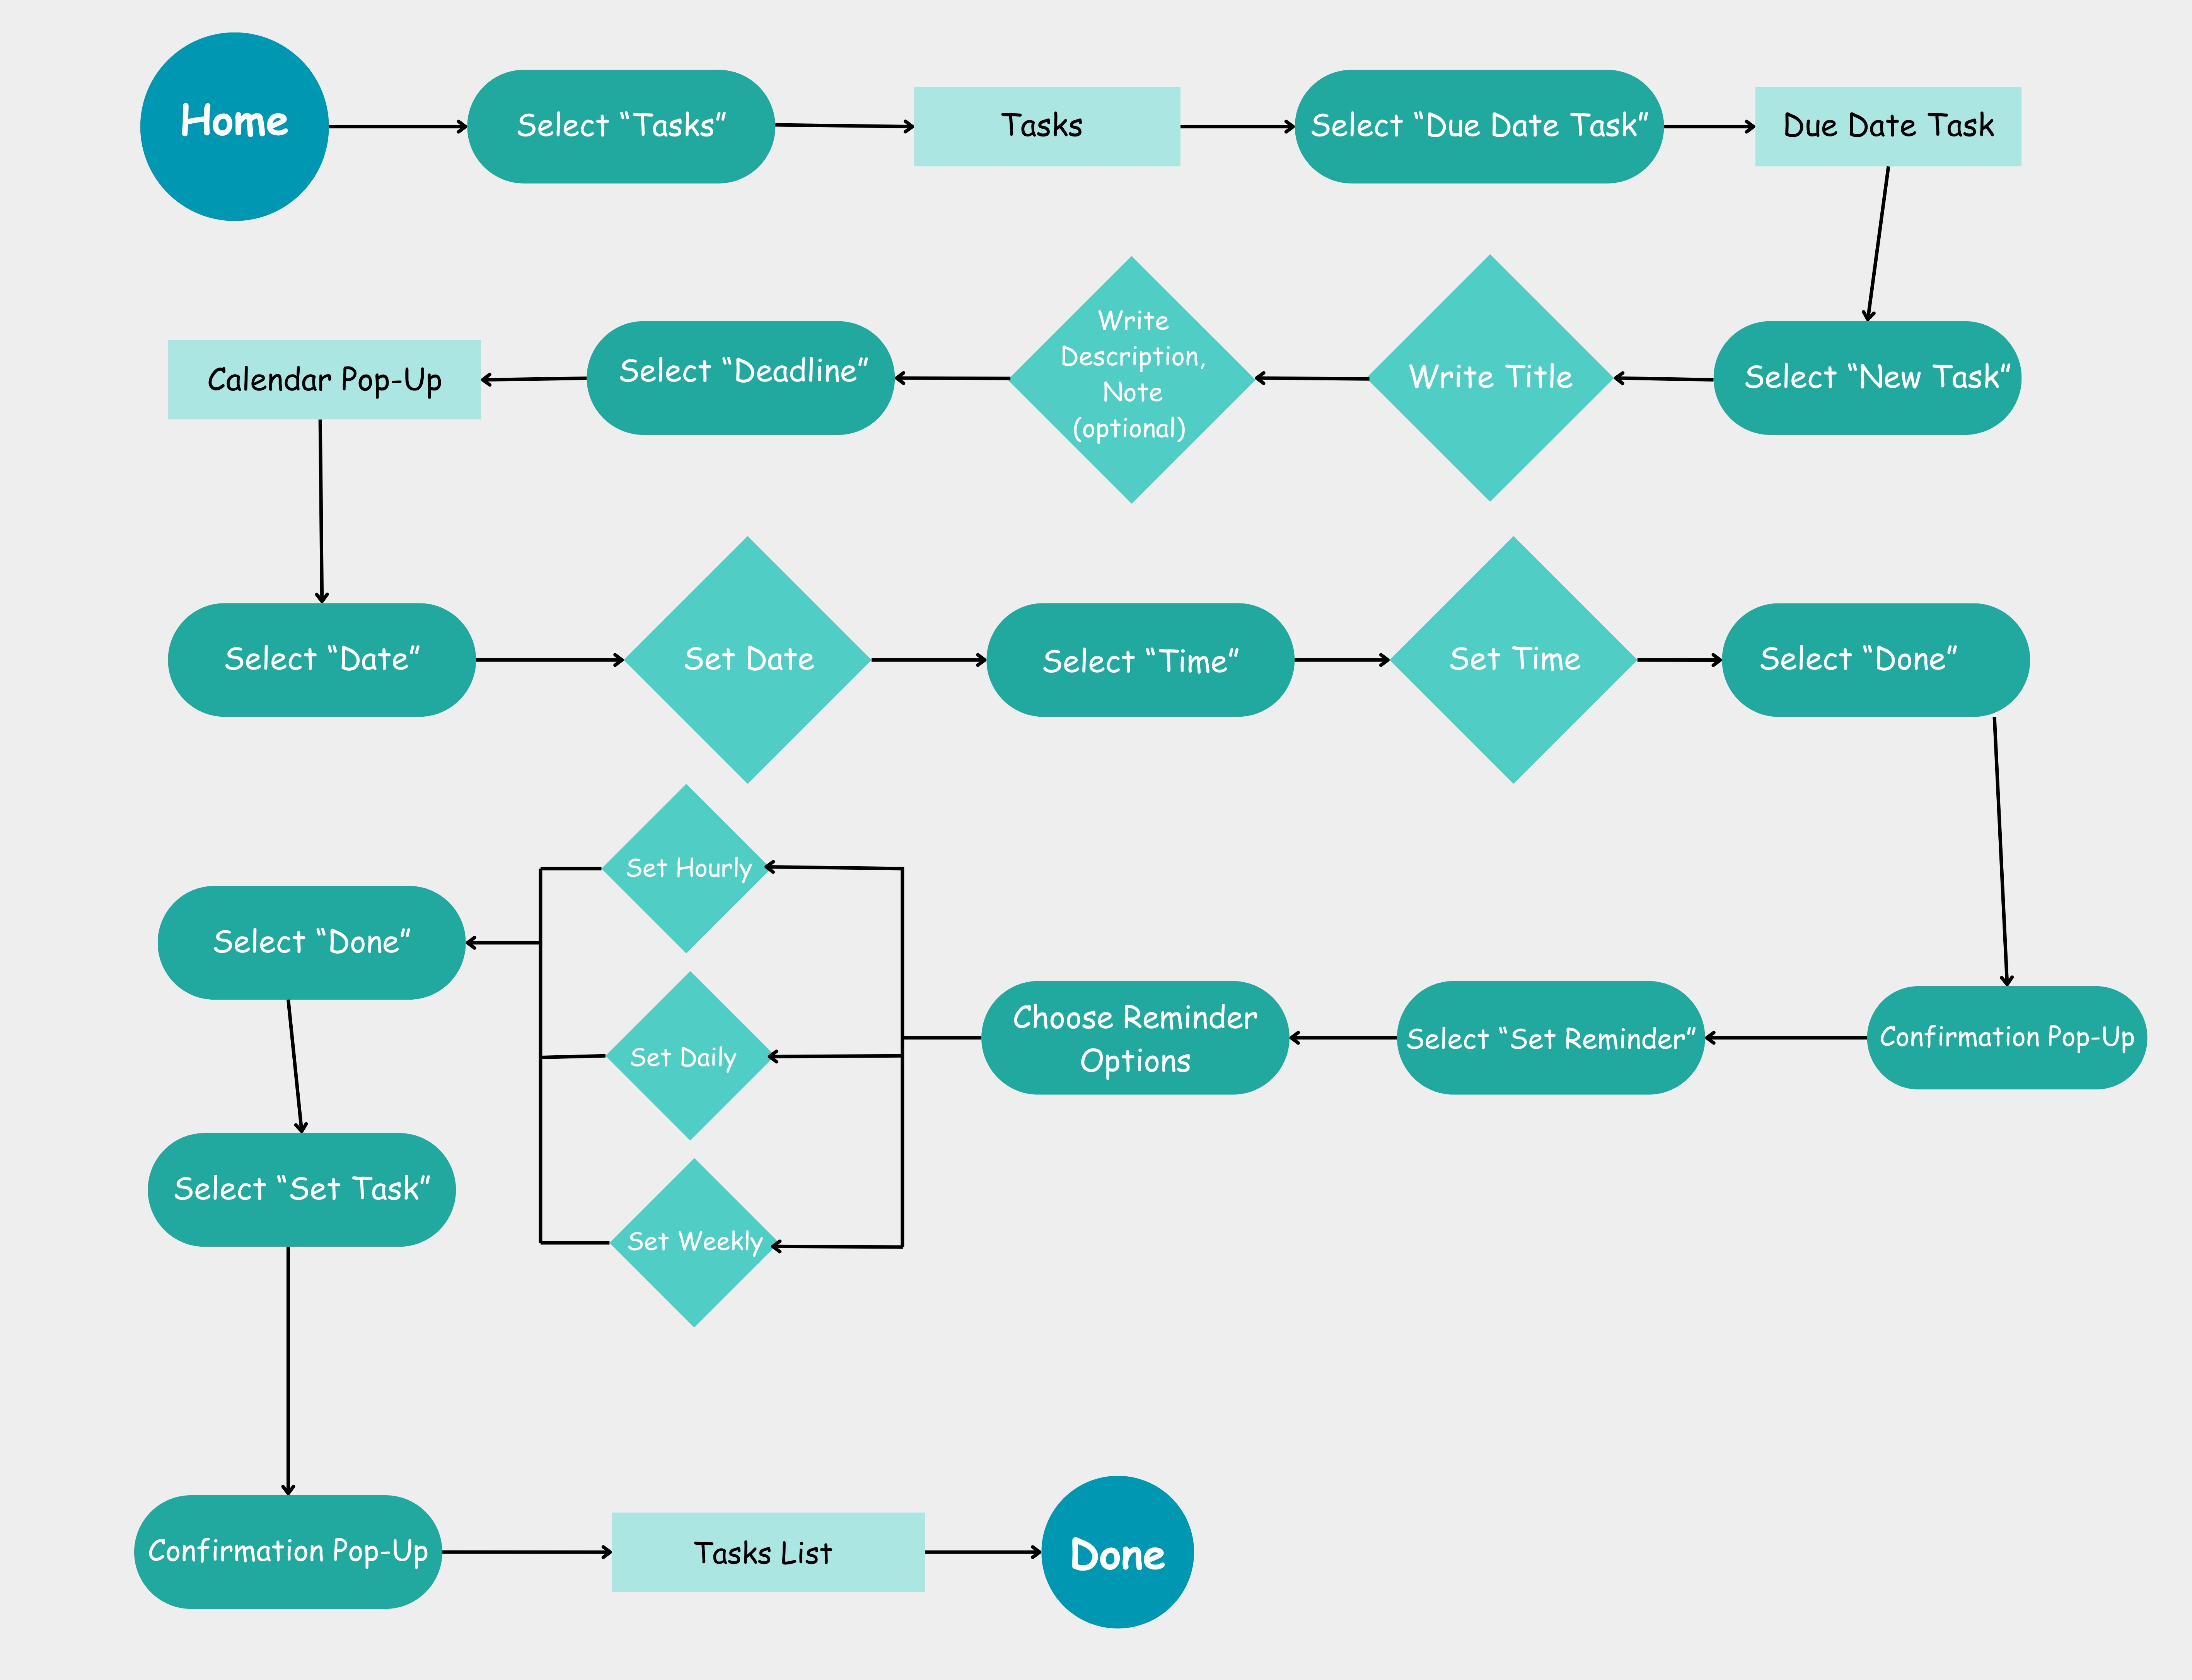 Home
Select “Tasks”
Tasks
Select “Due Date Task”
Due Date Task
Select “New Task”
Write Title
Write
Description,
Note
(optional)
Select “Deadline”
Calendar Pop-Up
Select “Date”
Set Date
Select “Time”
Set Time
Select “Done”
Confirmation Pop-Up
Select “Set Reminder”
Choose Reminder
Options
Set Hourly
Set Daily
Set Weekly
Select “Done”
Select “Set Task”
Confirmation Pop-Up
Tasks List
Done